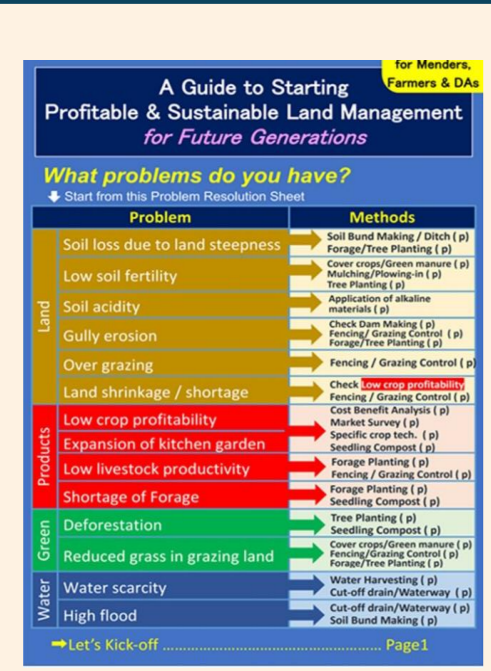 for Menders,
Farmers & DAs
A Guide to Starting
Profitable & Sustainable Land Management
for Future Generations
What problems do you have?
Start from this Problem Resolution Sheet
Problem Methods
Land
Soil loss due to land steepness
Soil Bund Making / Ditch ( p)
Forage/Tree Planting ( p)
Low soil fertility
Cover crops/Green manure ( p)
Mulching/Plowing-in ( p)
Tree Planting ( p)
Soil acidity
Application of alkaline
materials ( p)
Gully erosion
Check Dam Making ( p)
Fencing/ Grazing Control ( p)
Forage/Tree Planting ( p)
Over grazing
Fencing / Grazing Control ( p)
Land shrinkage / shortage
Check Low crop profitability
Fencing / Grazing Control ( p)
Products
Low crop profitability
Expansion of kitchen garden
Cost Benefit Analysis ( p)
Market Survey ( p)
Specific crop tech. ( p)
Seedling Compost ( p)
Low livestock productivity
Forage Planting ( p)
Fencing / Grazing Control ( p)
Shortage of Forage
Forage Planting ( p)
Seedling Compost ( p)
Green
Deforestation
Tree Planting ( p)
Seedling Compost ( p)
Reduced grass in grazing land
Cover crops/Green manure ( p)
Fencing/Grazing Control ( p)
Forage/Tree Planting ( p)
Water
Water scarcity
Water Harvesting ( p)
Cut-off drain/Waterway ( p)
High flood
Cut-off drain/Waterway ( p)
Soil Bund Making ( p)
Let's Kick-off ................................................ Page1